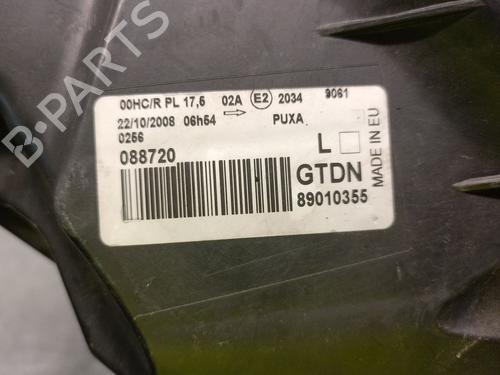 B-PARTS
00HC/R PL 17,5 02A E2 2034 9061
22/10/2008 06h54 PUXA
0256
088720
L
GTDN
89010355
MADE IN EU